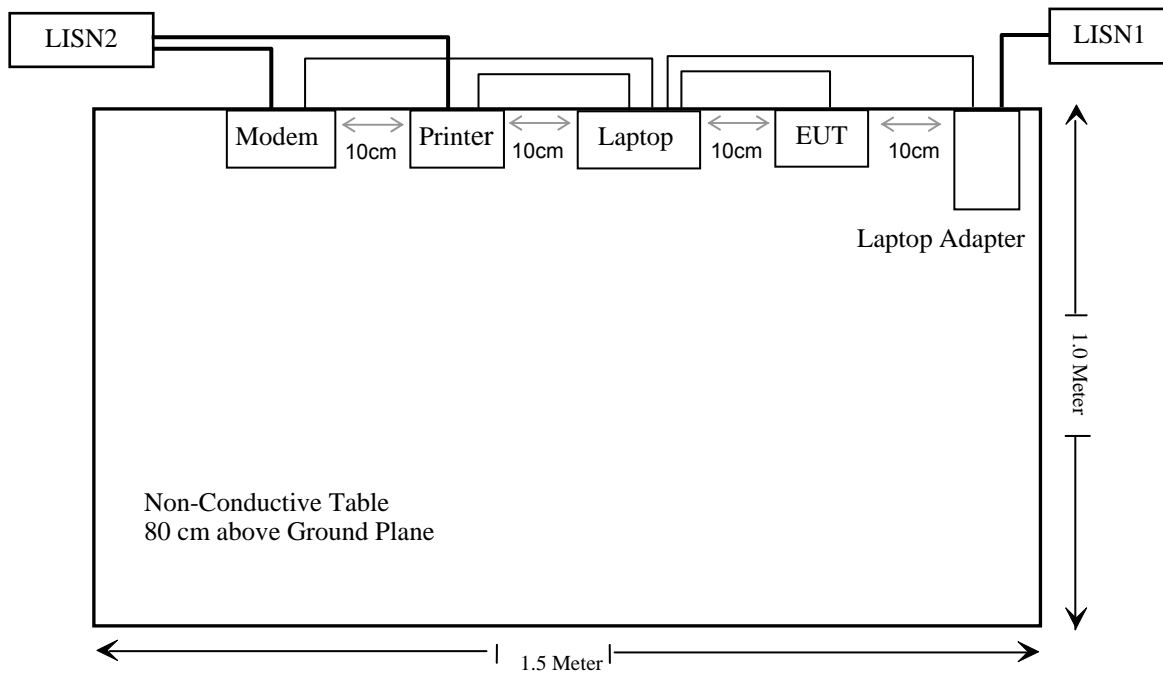 LISN2
LISN1
Modem
Printer
Laptop
EUT
10cm
10cm
10cm
10cm
Laptop Adapter
1.0 Meter
Non-Conductive Table
80 cm above Ground Plane
1.5 Meter